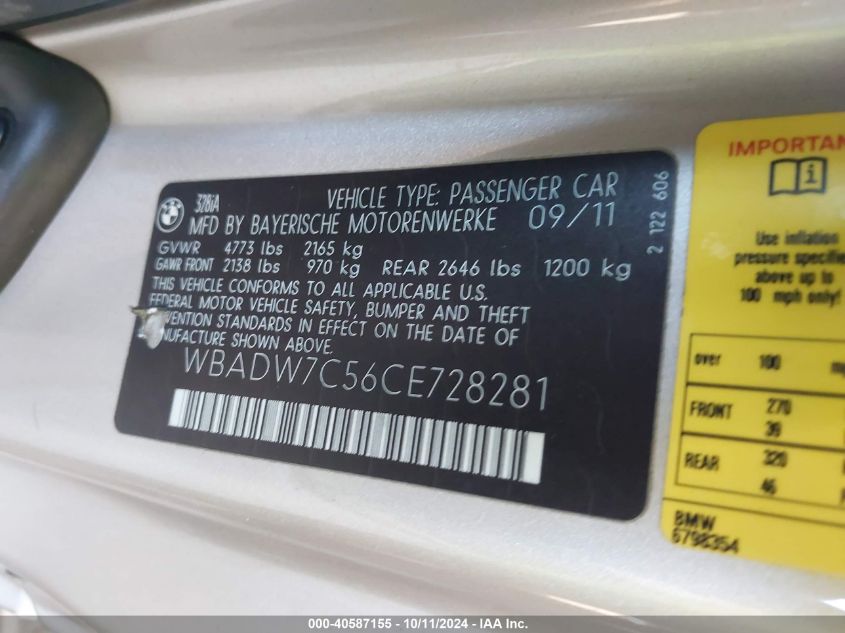 BMW
328iA
VEHICLE TYPE: PASSENGER CAR
MFD BY BAYERISCHE MOTORENWERKE 09/11
GVWR 4773 lbs 2165 kg
GAWR FRONT 2138 lbs 970 kg REAR 2646 lbs 1200 kg
THIS VEHICLE CONFORMS TO ALL APPLICABLE U.S.
FEDERAL MOTOR VEHICLE SAFETY, BUMPER AND THEFT
VENTION STANDARDS IN EFFECT ON THE DATE OF
NUFACTURE SHOWN ABOVE.
WBADW7C56CE728281
2 122 606
IMPORTAN
Use inflation
pressure specifie
above up to
100 mph only!
over 100 m
FRONT 270
39
REAR 320
46
BMW
6798354
000-40587155 - 10/11/2024 - IAA Inc.